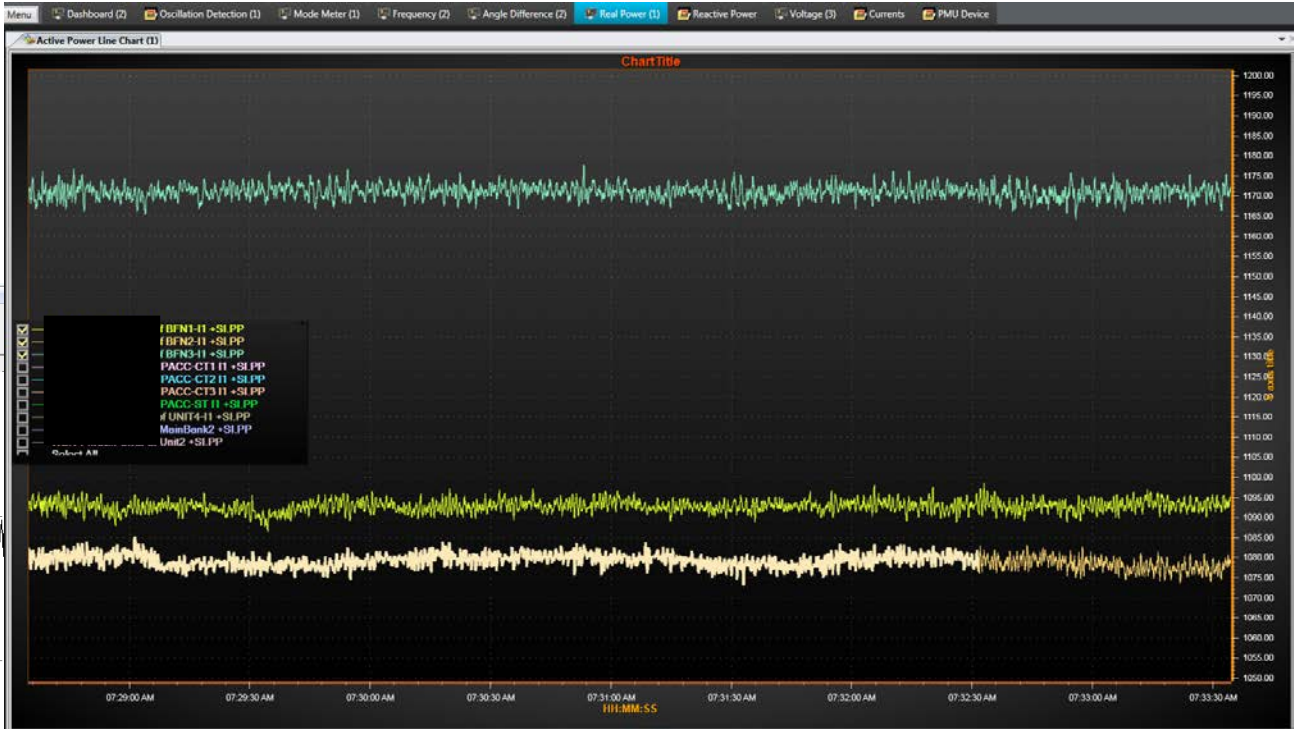 Menu Dashboard (2) Oscillation Detection (1) Mode Meter (1) Frequency (2) Angle Difference (2) Real Power (1) Reactive Power Voltage (3) Currents PMU Device
Active Power Line Chart (1)
ChartTitle
1200.00
1195.00
1190.00
1185.00
1180.00
1175.00
1170.00
1165.00
1160.00
1155.00
1150.00
1145.00
1140.00
1135.00
1130.00
1125.00
1120.00
1115.00
1110.00
1105.00
1100.00
1095.00
1090.00
1085.00
1080.00
1075.00
1070.00
1065.00
1060.00
1055.00
1050.00
BFN1-I1 +SI.PP
BFN2-I1 +SI.PP
BFN3-I1 +SI.PP
PACC-CT1 I1 +SI.PP
PACC-CT2 I1 +SI.PP
PACC-CT3 I1 +SI.PP
PACC-ST I1 +SI.PP
of UNIT4-I1 +SI.PP
MainBank2 +SI.PP
Unit2 +SI.PP
Select All
07:29:00 AM 07:29:30 AM 07:30:00 AM 07:30:30 AM 07:31:00 AM 07:31:30 AM 07:32:00 AM 07:32:30 AM 07:33:00 AM 07:33:30 AM
HH:MM:SS